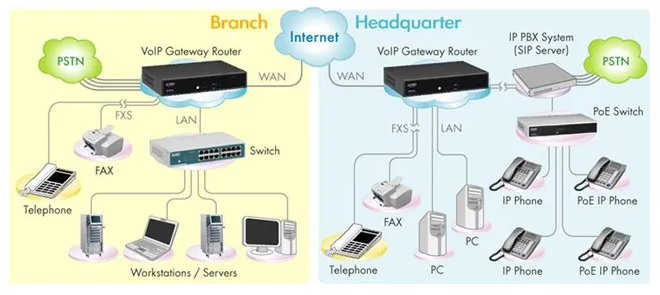 Branch
Headquarter
Internet
PSTN
VoIP Gateway Router
WAN
FXS
LAN
FAX
Switch
Telephone
Workstations / Servers
VoIP Gateway Router
WAN
IP PBX System
(SIP Server)
PSTN
PoE Switch
FXS
LAN
FAX
PC
Telephone
PC
IP Phone
PoE IP Phone
IP Phone
PoE IP Phone